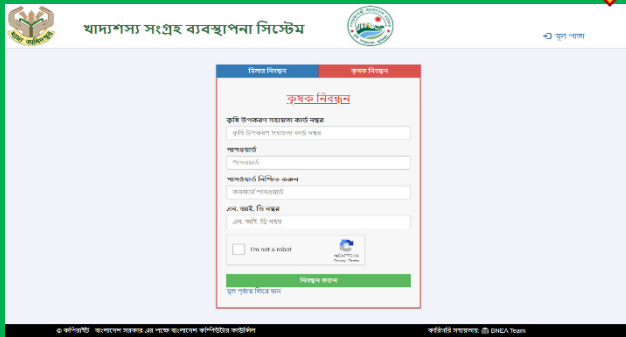 খাদ্যশস্য সংগ্রহ ব্যবস্থাপনা সিস্টেম
মূল পাতা
মিলার নিবন্ধন
কৃষক নিবন্ধন
কৃষক নিবন্ধন
কৃষি উপকরণ সহায়তা কার্ড নম্বর
কৃষি উপকরণ সহায়তা কার্ড নম্বর
পাসওয়ার্ড
পাসওয়ার্ড
পাসওয়ার্ড নিশ্চিত করুন
কনফার্ম পাসওয়ার্ড
এন. আই. ডি নম্বর
এন. আই. ডি নম্বর
I'm not a robot
reCAPTCHA
Privacy - Terms
নিবন্ধন করুন
মূল পৃষ্ঠায় ফিরে যান
© কপিরাইট বাংলাদেশ সরকার এর পক্ষে বাংলাদেশ কম্পিউটার কাউন্সিল
কারিগরি সহায়তায়: BNEA Team